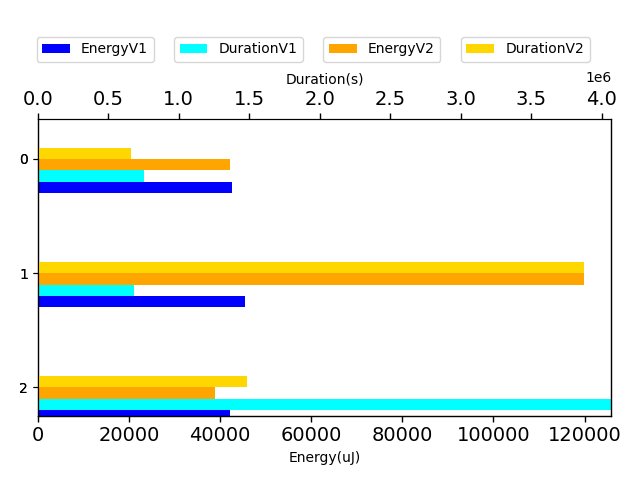 EnergyV1 DurationV1 EnergyV2 DurationV2
Duration(s)
1e6
0.0 0.5 1.0 1.5 2.0 2.5 3.0 3.5 4.0
0
1
2
0 20000 40000 60000 80000 100000 120000
Energy(uJ)